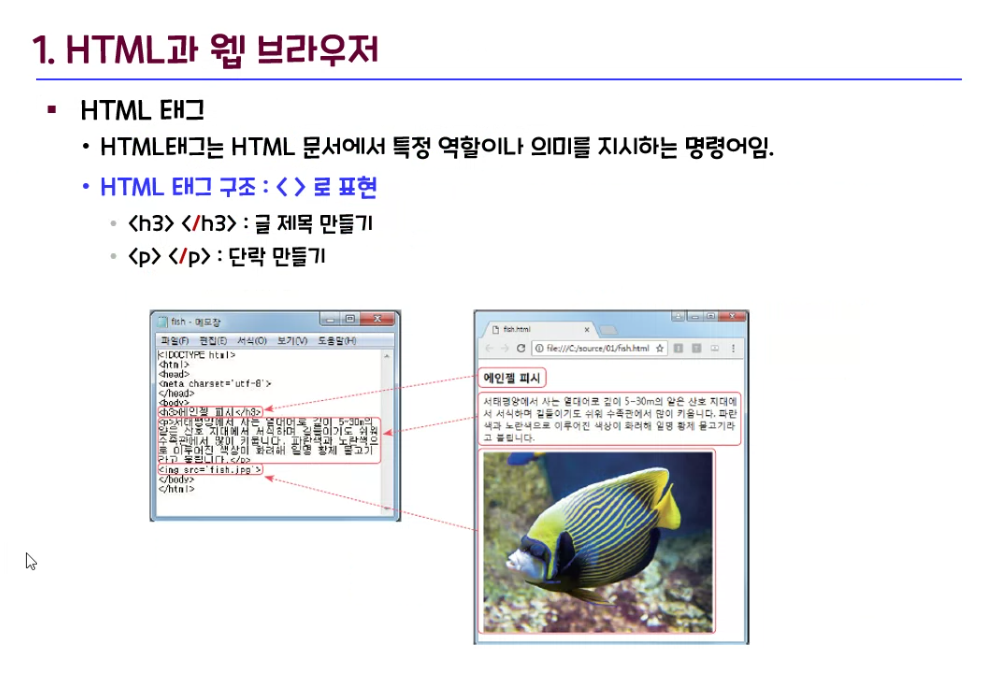 1. HTML과 웹 브라우저
▪ HTML 태그
• HTML태그는 HTML 문서에서 특정 역할이나 의미를 지시하는 명령어임.
• HTML 태그 구조 : < > 로 표현
• <h3> </h3> : 글 제목 만들기
• <p> </p> : 단락 만들기
fish - 메모장
파일(F) 편집(E) 서식(O) 보기(V) 도움말(H)
<!DOCTYPE html>
<html>
<head>
<meta charset='utf-8'>
</head>
<body>
<h3>에인젤 피시</h3>
<p>서태평양에서 사는 열대어로 깊이 5-30m의
얕은 산호 지대에서 서식하며 길들이기도 쉬워
수족관에서 많이 키웁니다. 파란색과 노란색으
로 이루어진 색상이 화려해 일명 황제 물고기
라고 불립니다.</p>
<img src='fish.jpg'>
</body>
</html>
fish.html
file:///C:/source/01/fish.html
에인젤 피시
서태평양에서 사는 열대어로 깊이 5-30m의 얕은 산호 지대에
서 서식하며 길들이기도 쉬워 수족관에서 많이 키웁니다. 파란
색과 노란색으로 이루어진 색상이 화려해 일명 황제 물고기라
고 불립니다.